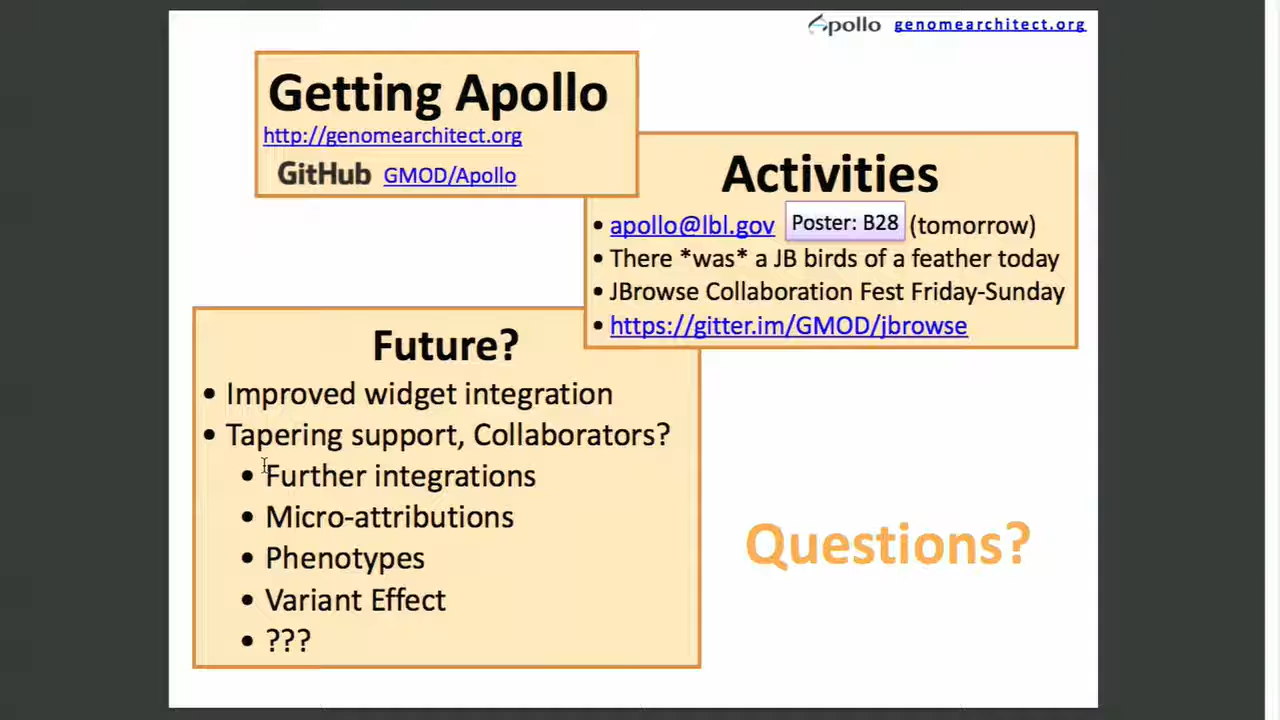 Apollo genomearchitect.org
Getting Apollo
http://genomearchitect.org
GitHub GMOD/Apollo
Activities
• apollo@lbl.gov Poster: B28 (tomorrow)
• There *was* a JB birds of a feather today
• JBrowse Collaboration Fest Friday-Sunday
• https://gitter.im/GMOD/jbrowse
Future?
• Improved widget integration
• Tapering support, Collaborators?
• Further integrations
• Micro-attributions
• Phenotypes
• Variant Effect
• ???
Questions?